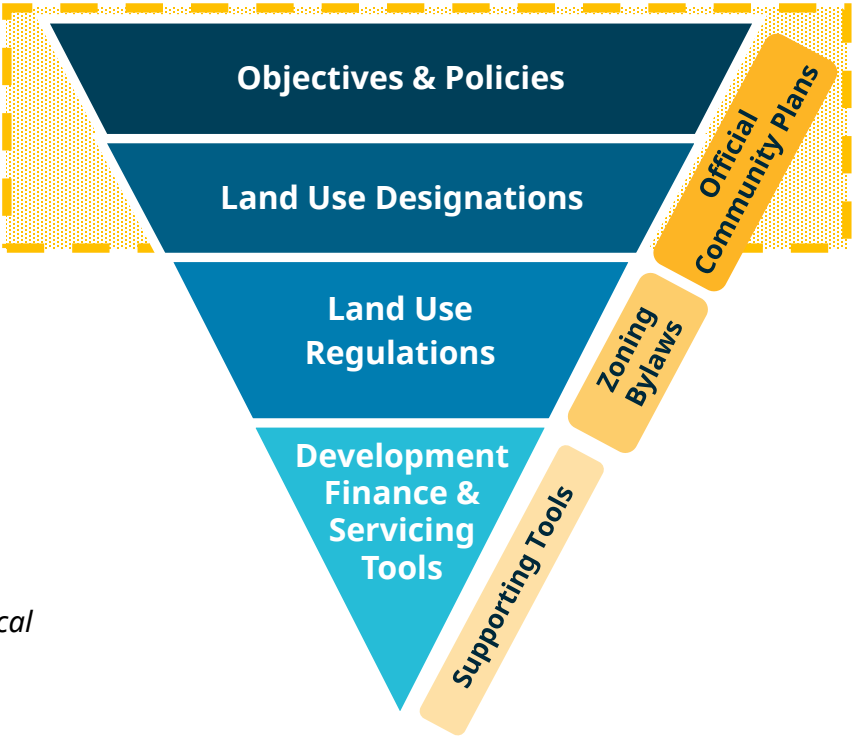 Objectives & Policies
Land Use Designations
Official
Community Plans
Land Use
Regulations
Zoning
Bylaws
Development
Finance &
Servicing
Tools
Supporting Tools
cal